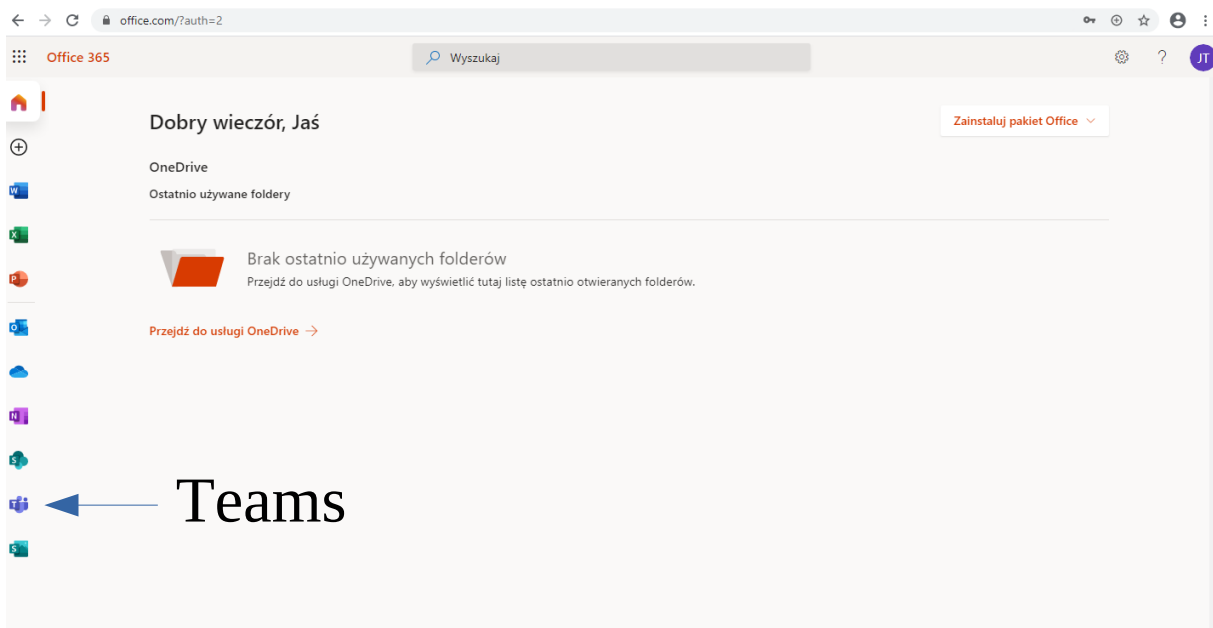 office.com/?auth=2
Office 365
Wyszukaj
?
JT
Dobry wieczór, Jaś
Zainstaluj pakiet Office
OneDrive
Ostatnio używane foldery
Brak ostatnio używanych folderów
Przejdź do usługi OneDrive, aby wyświetlić tutaj listę ostatnio otwieranych folderów.
Przejdź do usługi OneDrive
W
X
P
O
N
S
T
Teams
S